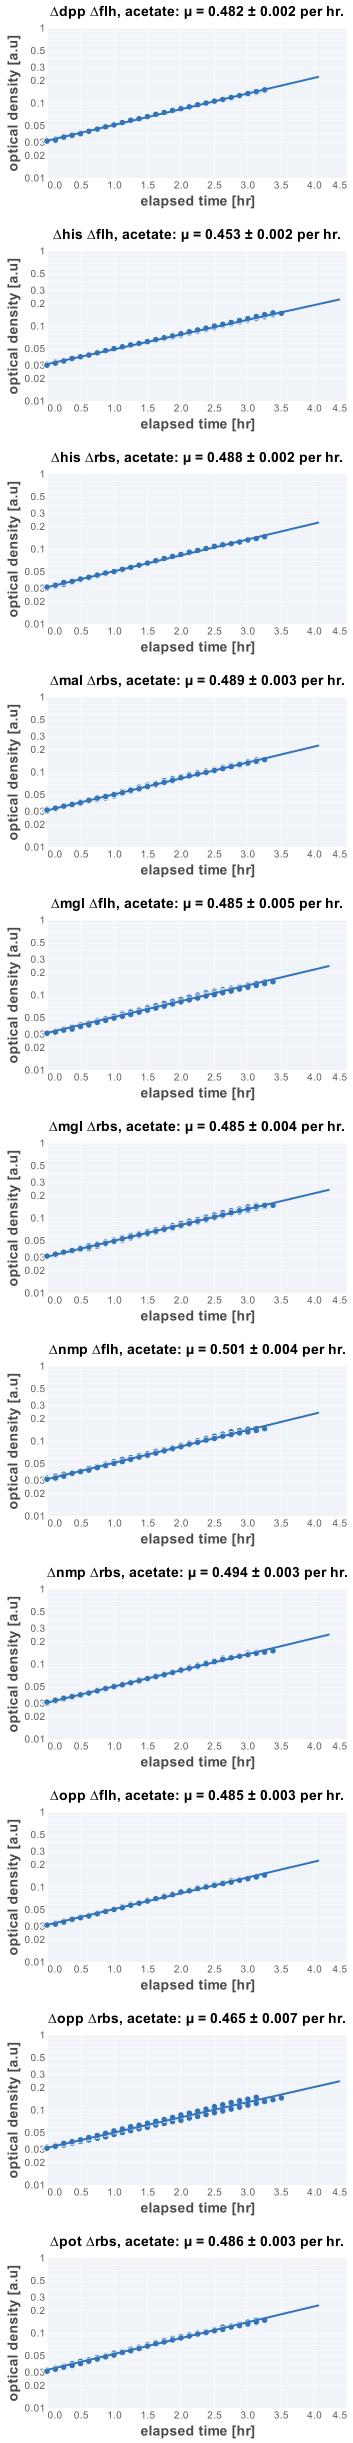 ∆dpp ∆flh, acetate: µ = 0.482 ± 0.002 per hr.
optical density [a.u]
1
0.5
0.3
0.2
0.1
0.05
0.03
0.02
0.01
0.0 0.5 1.0 1.5 2.0 2.5 3.0 3.5 4.0 4.5
elapsed time [hr]
∆his ∆flh, acetate: µ = 0.453 ± 0.002 per hr.
optical density [a.u]
1
0.5
0.3
0.2
0.1
0.05
0.03
0.02
0.01
0.0 0.5 1.0 1.5 2.0 2.5 3.0 3.5 4.0 4.5
elapsed time [hr]
∆his ∆rbs, acetate: µ = 0.488 ± 0.002 per hr.
optical density [a.u]
1
0.5
0.3
0.2
0.1
0.05
0.03
0.02
0.01
0.0 0.5 1.0 1.5 2.0 2.5 3.0 3.5 4.0 4.5
elapsed time [hr]
∆mal ∆rbs, acetate: µ = 0.489 ± 0.003 per hr.
optical density [a.u]
1
0.5
0.3
0.2
0.1
0.05
0.03
0.02
0.01
0.0 0.5 1.0 1.5 2.0 2.5 3.0 3.5 4.0 4.5
elapsed time [hr]
∆mgl ∆flh, acetate: µ = 0.485 ± 0.005 per hr.
optical density [a.u]
1
0.5
0.3
0.2
0.1
0.05
0.03
0.02
0.01
0.0 0.5 1.0 1.5 2.0 2.5 3.0 3.5 4.0 4.5
elapsed time [hr]
∆mgl ∆rbs, acetate: µ = 0.485 ± 0.004 per hr.
optical density [a.u]
1
0.5
0.3
0.2
0.1
0.05
0.03
0.02
0.01
0.0 0.5 1.0 1.5 2.0 2.5 3.0 3.5 4.0 4.5
elapsed time [hr]
∆nmp ∆flh, acetate: µ = 0.501 ± 0.004 per hr.
optical density [a.u]
1
0.5
0.3
0.2
0.1
0.05
0.03
0.02
0.01
0.0 0.5 1.0 1.5 2.0 2.5 3.0 3.5 4.0 4.5
elapsed time [hr]
∆nmp ∆rbs, acetate: µ = 0.494 ± 0.003 per hr.
optical density [a.u]
1
0.5
0.3
0.2
0.1
0.05
0.03
0.02
0.01
0.0 0.5 1.0 1.5 2.0 2.5 3.0 3.5 4.0 4.5
elapsed time [hr]
∆opp ∆flh, acetate: µ = 0.485 ± 0.003 per hr.
optical density [a.u]
1
0.5
0.3
0.2
0.1
0.05
0.03
0.02
0.01
0.0 0.5 1.0 1.5 2.0 2.5 3.0 3.5 4.0 4.5
elapsed time [hr]
∆opp ∆rbs, acetate: µ = 0.465 ± 0.007 per hr.
optical density [a.u]
1
0.5
0.3
0.2
0.1
0.05
0.03
0.02
0.01
0.0 0.5 1.0 1.5 2.0 2.5 3.0 3.5 4.0 4.5
elapsed time [hr]
∆pot ∆rbs, acetate: µ = 0.486 ± 0.003 per hr.
optical density [a.u]
1
0.5
0.3
0.2
0.1
0.05
0.03
0.02
0.01
0.0 0.5 1.0 1.5 2.0 2.5 3.0 3.5 4.0 4.5
elapsed time [hr]